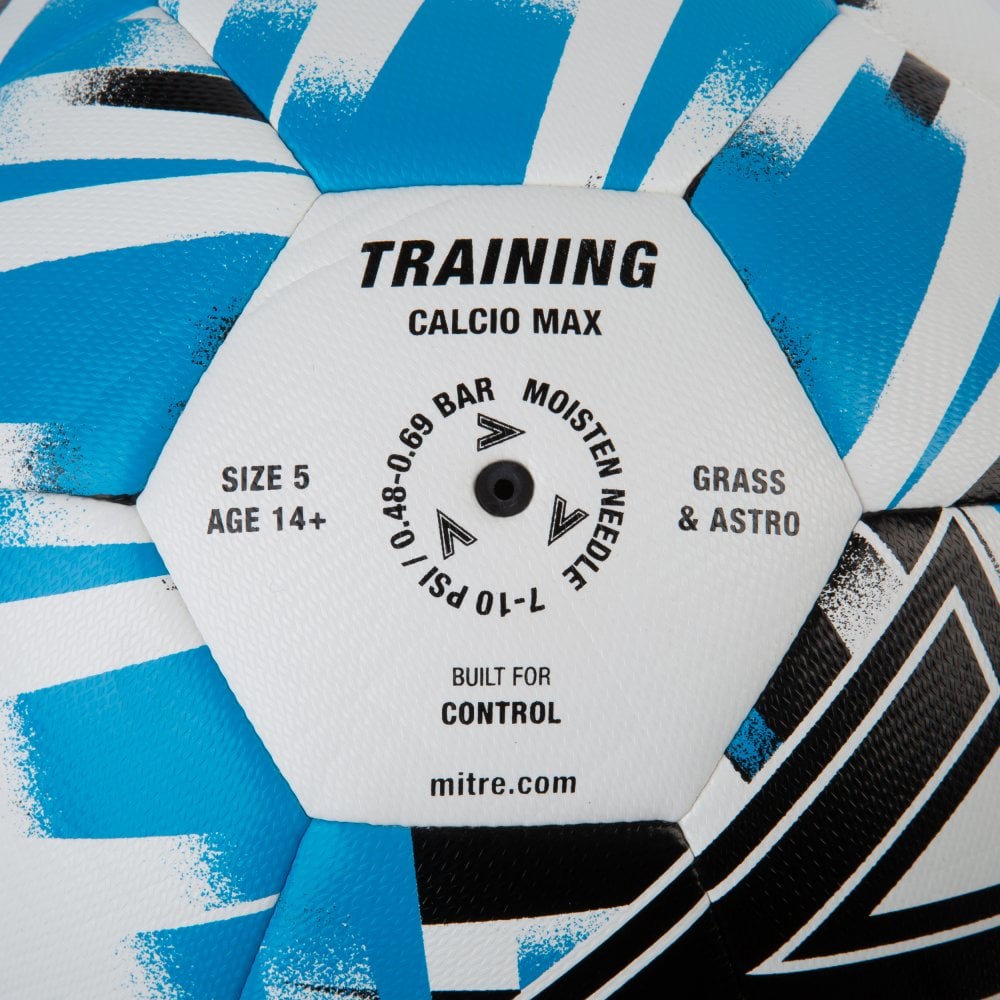 TRAINING
CALCIO MAX
SIZE 5
AGE 14+
7-10 PSI / 0.48-0.69 BAR
MOISTEN NEEDLE
GRASS
& ASTRO
BUILT FOR
CONTROL
mitre.com